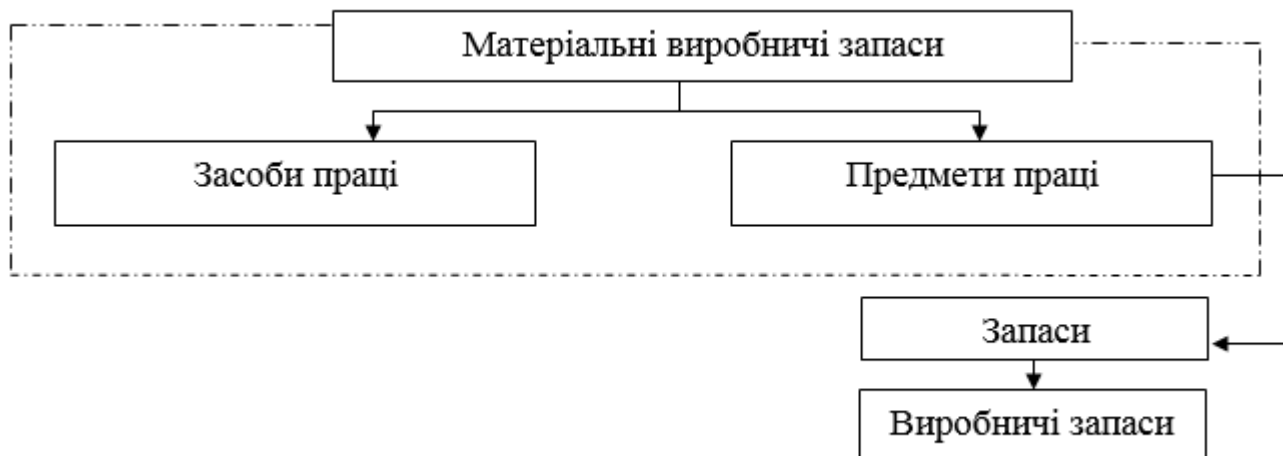 Матеріальні виробничі запаси
Засоби праці
Предмети праці
Запаси
Виробничі запаси